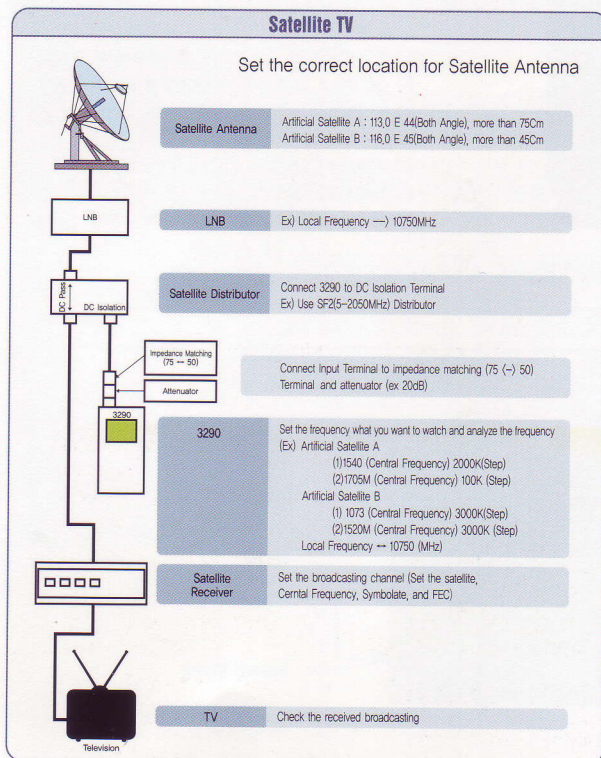 Satellite TV
Set the correct location for Satellite Antenna
Satellite Antenna
Artificial Satellite A : 113,0 E 44(Both Angle), more than 75Cm
Artificial Satellite B : 116,0 E 45(Both Angle), more than 45Cm
LNB
LNB
Ex) Local Frequency —〉 10750MHz
DC Pass
DC Isolation
Satellite Distributor
Connect 3290 to DC Isolation Terminal
Ex) Use SF2(5-2050MHz) Distributor
Impedance Matching
(75 ↔ 50)
Attenuator
Connect Input Terminal to impedance matching (75 〈-〉 50)
Terminal and attenuator (ex 20dB)
3290
3290
Set the frequency what you want to watch and analyze the frequency
(Ex) Artificial Satellite A
(1)1540 (Central Frequency) 2000K(Step)
(2)1705M (Central Frequency) 100K (Step)
Artificial Satellite B
(1) 1073 (Central Frequency) 3000K(Step)
(2)1520M (Central Frequency) 3000K (Step)
Local Frequency ↔ 10750 (MHz)
Satellite
Receiver
Set the broadcasting channel (Set the satellite,
Cerntal Frequency, Symbolate, and FEC)
TV
Check the received broadcasting
Television